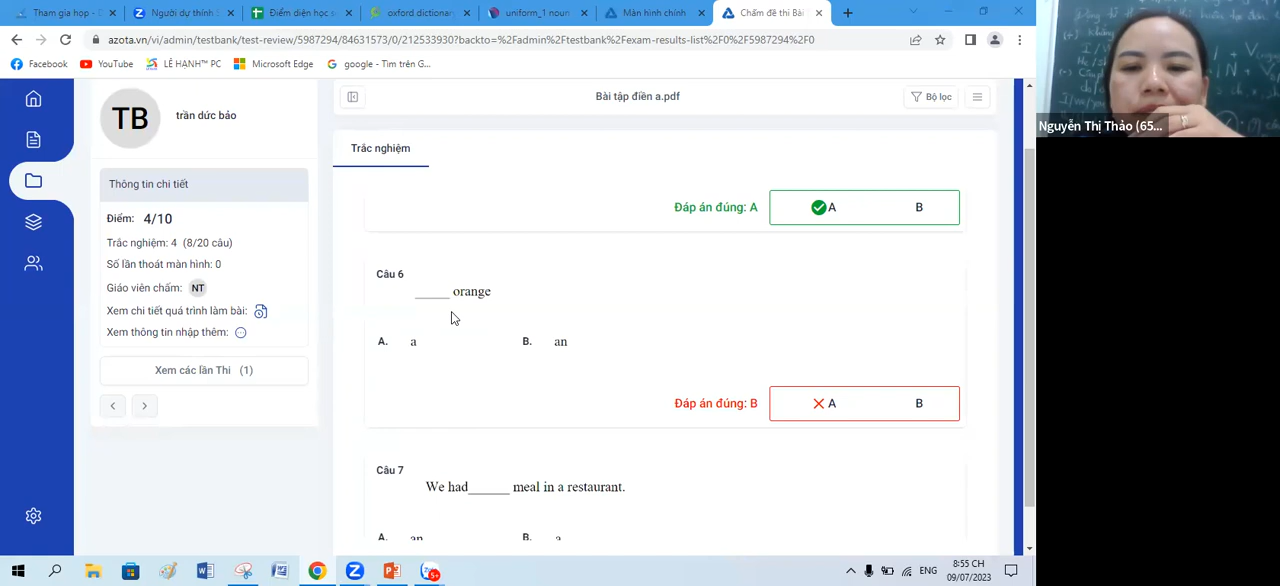 Tham gia họp - D
Người dự thính S
Điểm diện học s
oxford dictionar
uniform_1 noun
Màn hình chính
Chấm đề thi Bài
azota.vn/vi/admin/testbank/test-review/5987294/84631573/0/212533930?backto=%2Fadmin%2Ftestbank%2Fexam-results-list%2F0%2F5987294%2F0
Facebook
YouTube
LÊ HẠNH™ PC
Microsoft Edge
google - Tìm trên G...
TB
trần dức bảo
Bài tập điền a.pdf
Bộ lọc
Trắc nghiệm
Thông tin chi tiết
Điểm: 4/10
Trắc nghiệm: 4 (8/20 câu)
Số lần thoát màn hình: 0
Giáo viên chấm: NT
Xem chi tiết quá trình làm bài:
Xem thông tin nhập thêm:
Xem các lần Thi (1)
Đáp án đúng: A
A B
Câu 6
_____ orange
A. a B. an
Đáp án đúng: B
A B
Câu 7
We had______ meal in a restaurant.
A. an B. a
Nguyễn Thị Thảo (65...
5+
ENG
8:55 CH
09/07/2023